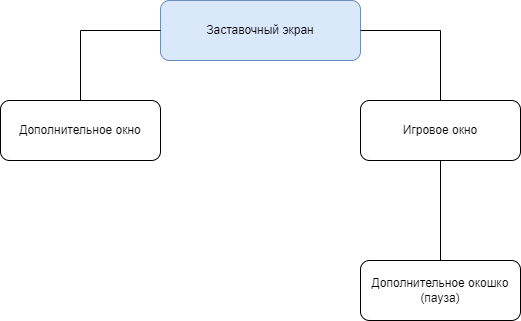 Заставочный экран
Дополнительное окно
Игровое окно
Дополнительное окошко
(пауза)